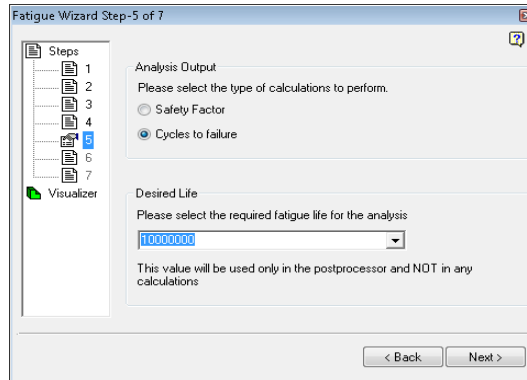 Fatigue Wizard Step-5 of 7
Steps
1
2
3
4
5
6
7
Visualizer
Analysis Output
Please select the type of calculations to perform.
Safety Factor
Cycles to failure
Desired Life
Please select the required fatigue life for the analysis
10000000
This value will be used only in the postprocessor and NOT in any
calculations
< Back
Next >